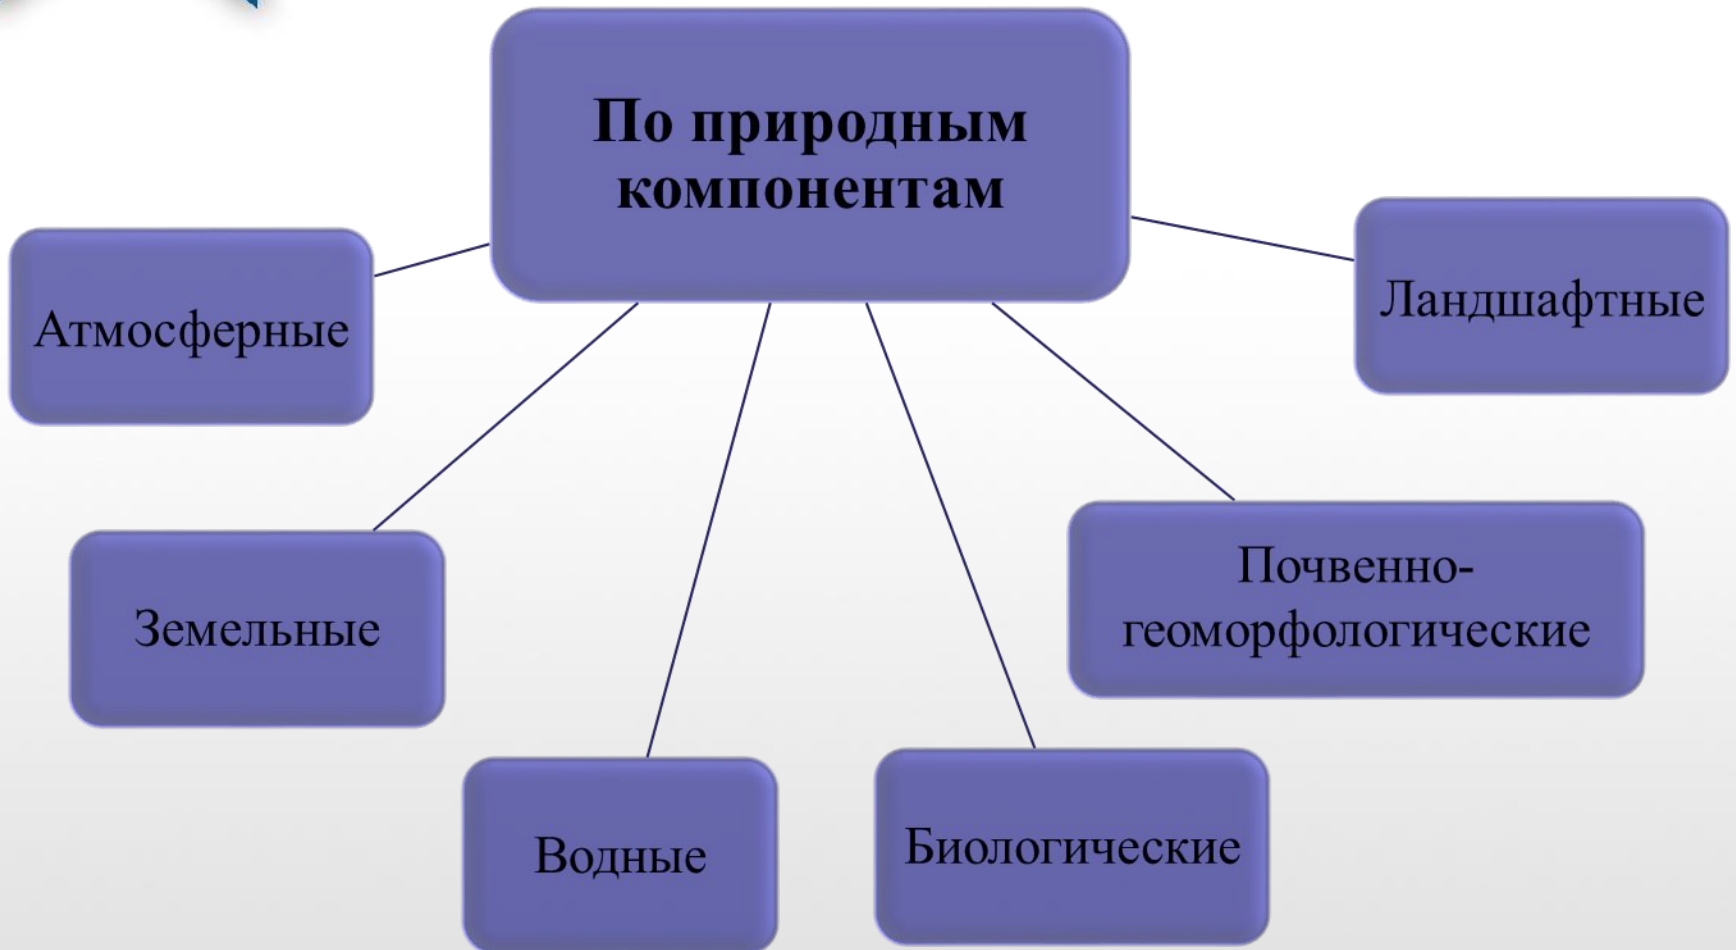 По природным
компонентам
Атмосферные
Ландшафтные
Земельные
Почвенно-
геоморфологические
Водные
Биологические